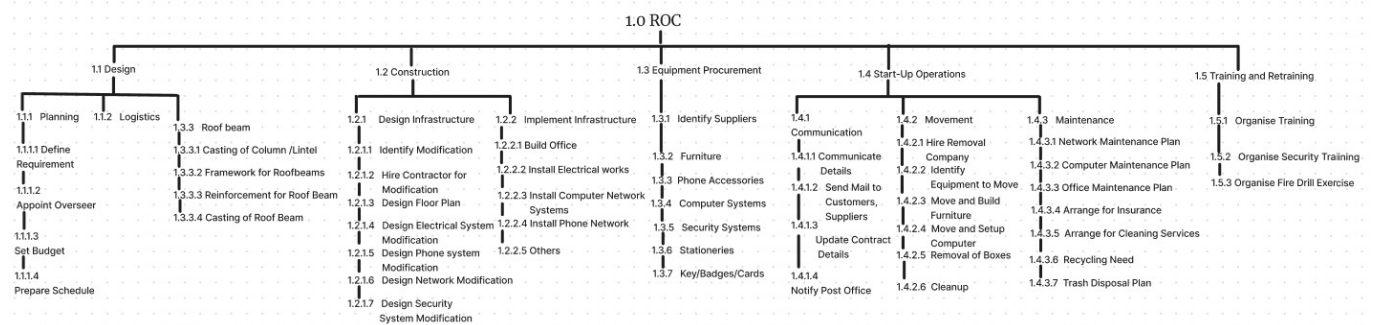 1.0 ROC
1.1 Design
1.1.1 Planning
1.1.1.1 Define
Requirement
1.1.1.2
Appoint Overseer
1.1.1.3
Set Budget
1.1.1.4
Prepare Schedule
1.1.2 Logistics
1.3.3 Roof beam
1.3.3.1 Casting of Column /Lintel
1.3.3.2 Framework for Roofbeams
1.3.3.3 Reinforcement for Roof Beam
1.3.3.4 Casting of Roof Beam
1.2 Construction
1.2.1 Design Infrastructure
1.2.1.1 Identify Modification
1.2.1.2 Hire Contractor for
Modification
1.2.1.3 Design Floor Plan
1.2.1.4 Design Electrical System
Modification
1.2.1.5 Design Phone system
Modification
1.2.1.6 Design Network Modification
1.2.1.7 Design Security
System Modification
1.2.2 Implement Infrastructure
1.2.2.1 Build Office
1.2.2.2 Install Electrical works
1.2.2.3 Install Computer Network
Systems
1.2.2.4 Install Phone Network
1.2.2.5 Others
1.3 Equipment Procurement
1.3.1 Identify Suppliers
1.3.2 Furniture
1.3.3 Phone Accessories
1.3.4 Computer Systems
1.3.5 Security Systems
1.3.6 Stationeries
1.3.7 Key/Badges/Cards
1.4 Start-Up Operations
1.4.1
Communication
1.4.1.1 Communicate
Details
1.4.1.2 Send Mail to
Customers,
Suppliers
1.4.1.3
Update Contract
Details
1.4.1.4
Notify Post Office
1.4.2 Movement
1.4.2.1 Hire Removal
Company
1.4.2.2 Identify
Equipment to Move
1.4.2.3 Move and Build
Furniture
1.4.2.4 Move and Setup
Computer
1.4.2.5 Removal of Boxes
1.4.2.6 Cleanup
1.4.3 Maintenance
1.4.3.1 Network Maintenance Plan
1.4.3.2 Computer Maintenance Plan
1.4.3.3 Office Maintenance Plan
1.4.3.4 Arrange for Insurance
1.4.3.5 Arrange for Cleaning Services
1.4.3.6 Recycling Need
1.4.3.7 Trash Disposal Plan
1.5 Training and Retraining
1.5.1 Organise Training
1.5.2 Organise Security Traiining
1.5.3 Organise Fire Drill Exercise